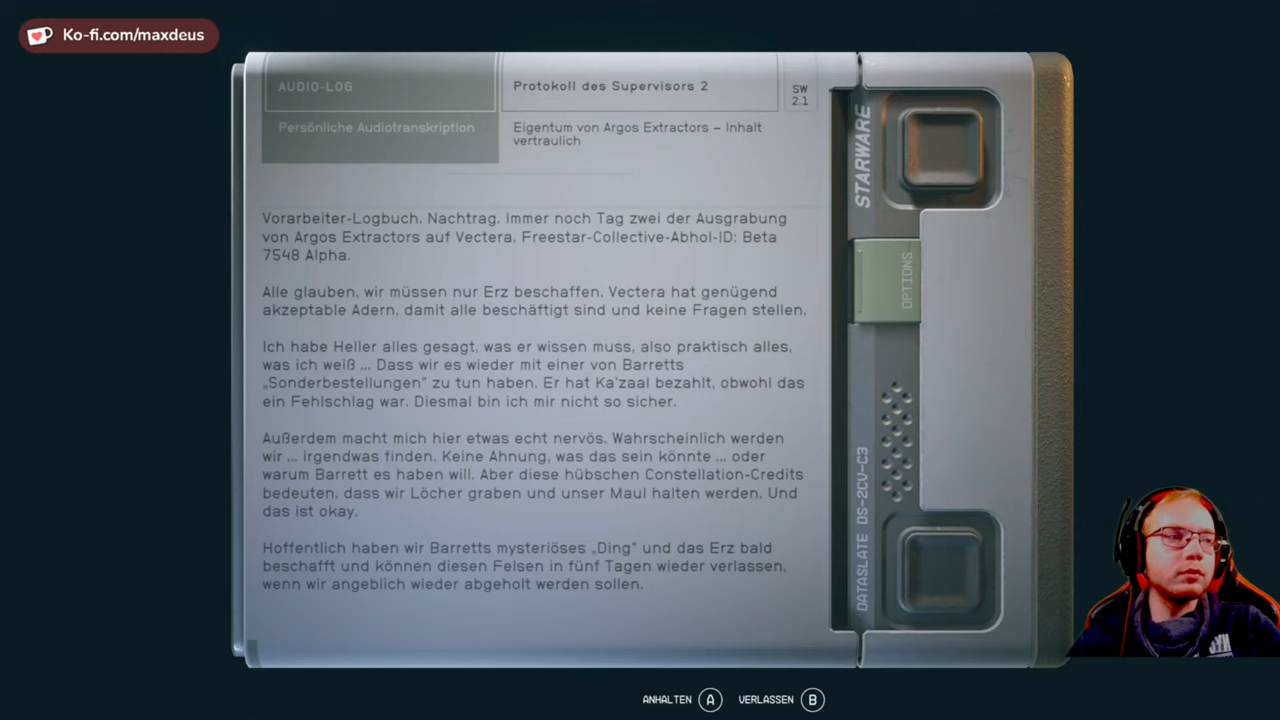 Ko-fi.com/maxdeus
AUDIO-LOG
Protokoll des Supervisors 2
SW
2.1
Persönliche Audiotranskription
Eigentum von Argos Extractors – Inhalt
vertraulich
Vorarbeiter-Logbuch. Nachtrag. Immer noch Tag zwei der Ausgrabung
von Argos Extractors auf Vectera, Freestar-Collective-Abhol-ID: Beta
7548 Alpha.
Alle glauben, wir müssen nur Erz beschaffen. Vectera hat genügend
akzeptable Adern, damit alle beschäftigt sind und keine Fragen stellen.
Ich habe Heller alles gesagt, was er wissen muss, also praktisch alles,
was ich weiß ... Dass wir es wieder mit einer von Barretts
„Sonderbestellungen” zu tun haben. Er hat Ka'zaal bezahlt, obwohl das
ein Fehlschlag war. Diesmal bin ich mir nicht so sicher.
Außerdem macht mich hier etwas echt nervös. Wahrscheinlich werden
wir ... irgendwas finden. Keine Ahnung, was das sein könnte ... oder
warum Barrett es haben will. Aber diese hübschen Constellation-Credits
bedeuten, dass wir Löcher graben und unser Maul halten werden. Und
das ist okay.
Hoffentlich haben wir Barretts mysteriöses „Ding” und das Erz bald
beschafft und können diesen Felsen in fünf Tagen wieder verlassen,
wenn wir angeblich wieder abgeholt werden sollen.
STARWARE
OPTIONS
DATASLATE DS-2CV-C3
ANHALTEN A VERLASSEN B